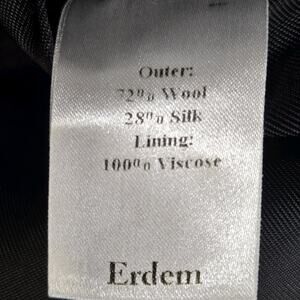 Outer:
72% Wool
28% Silk
Lining:
100% Viscose
Erdem